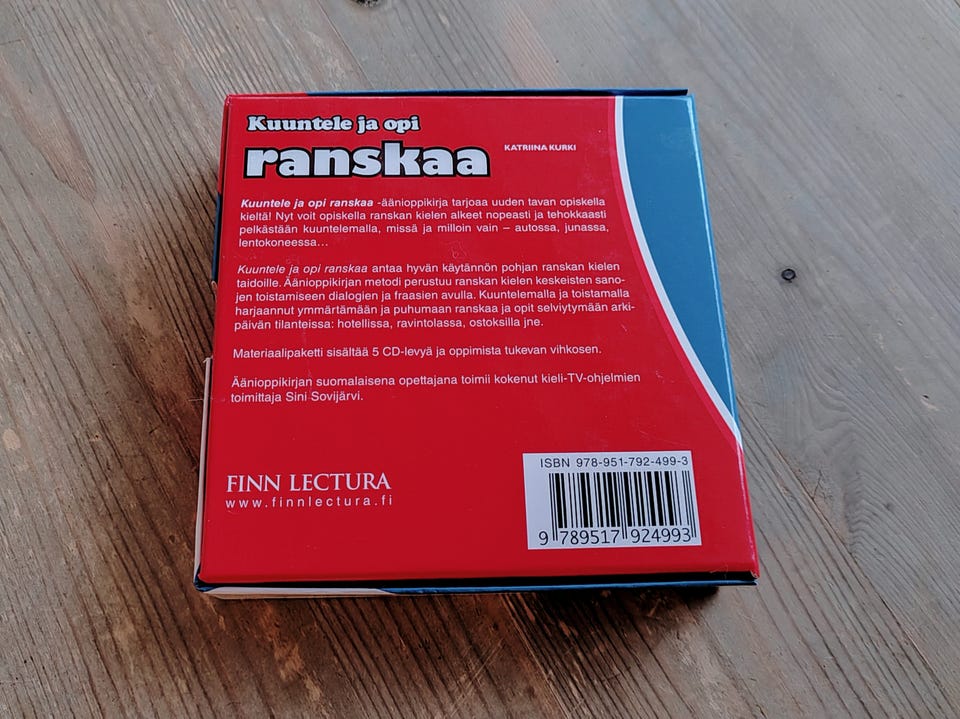 Kuuntele ja opi
ranskaa
KATRIINA KURKI
Kuuntele ja opi ranskaa -äänioppikirja tarjoaa uuden tavan opiskella
kieltä! Nyt voit opiskella ranskan kielen alkeet nopeasti ja tehokkaasti
pelkästään kuuntelemalla, missä ja milloin vain – autossa, junassa,
lentokoneessa...
Kuuntele ja opi ranskaa antaa hyvän käytännön pohjan ranskan kielen
taidoille. Äänioppikirjan metodi perustuu ranskan kielen keskeisten sano-
jen toistamiseen dialogien ja fraasien avulla. Kuuntelemalla ja toistamalla
harjaannut ymmärtämään ja puhumaan ranskaa ja opit selviytymään arki-
päivän tilanteissa: hotellissa, ravintolassa, ostoksilla jne.
Materiaalipaketti sisältää 5 CD-levyä ja oppimista tukevan vihkosen.
Äänioppikirjan suomalaisena opettajana toimii kokenut kieli-TV-ohjelmien
toimittaja Sini Sovijärvi.
FINN LECTURA
www.finnlectura.fi
ISBN 978-951-792-499-3
9 789517 924993